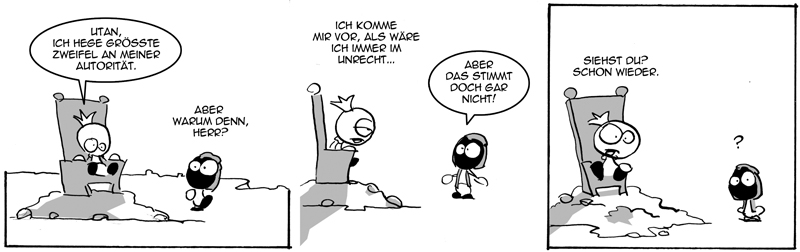 UTAN,
ICH HEGE GRÖSSTE
ZWEIFEL AN MEINER
AUTORITÄT.
ABER
WARUM DENN,
HERR?
ICH KOMME
MIR VOR, ALS WÄRE
ICH IMMER IM
UNRECHT...
ABER
DAS STIMMT
DOCH GAR
NICHT!
SIEHST DU?
SCHON WIEDER.
?